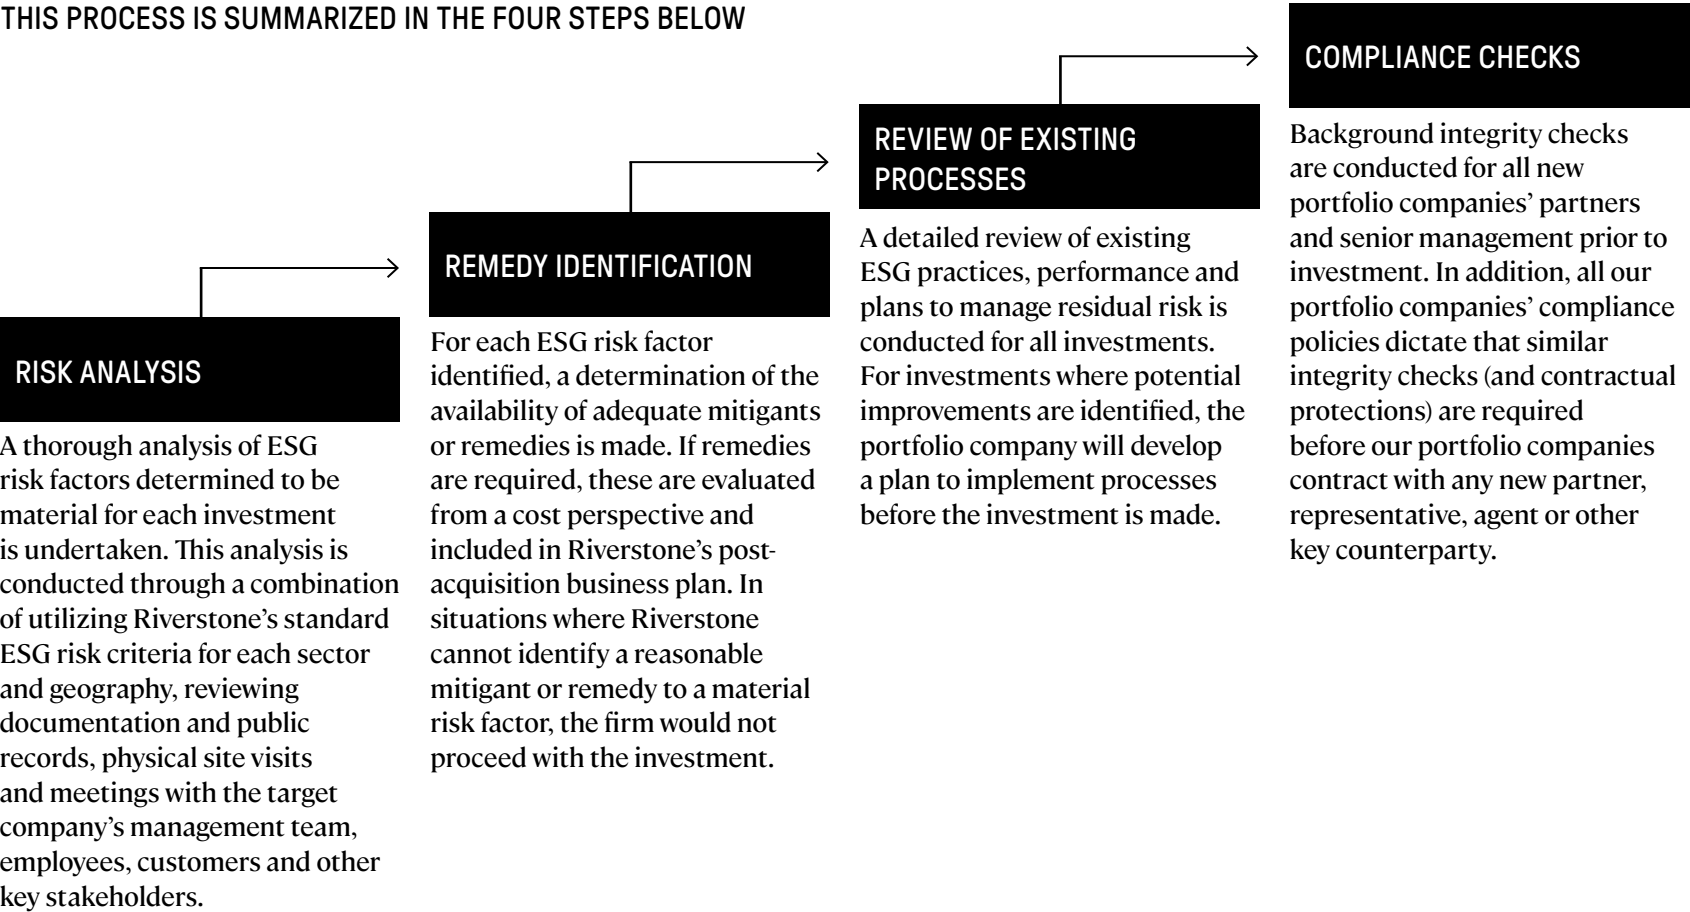 THIS PROCESS IS SUMMARIZED IN THE FOUR STEPS BELOW
RISK ANALYSIS
A thorough analysis of ESG
risk factors determined to be
material for each investment
is undertaken. This analysis is
conducted through a combination
of utilizing Riverstone’s standard
ESG risk criteria for each sector
and geography, reviewing
documentation and public
records, physical site visits
and meetings with the target
company’s management team,
employees, customers and other
key stakeholders.
REMEDY IDENTIFICATION
For each ESG risk factor
identified, a determination of the
availability of adequate mitigants
or remedies is made. If remedies
are required, these are evaluated
from a cost perspective and
included in Riverstone’s post-
acquisition business plan. In
situations where Riverstone
cannot identify a reasonable
mitigant or remedy to a material
risk factor, the firm would not
proceed with the investment.
REVIEW OF EXISTING
PROCESSES
A detailed review of existing
ESG practices, performance and
plans to manage residual risk is
conducted for all investments.
For investments where potential
improvements are identified, the
portfolio company will develop
a plan to implement processes
before the investment is made.
COMPLIANCE CHECKS
Background integrity checks
are conducted for all new
portfolio companies’ partners
and senior management prior to
investment. In addition, all our
portfolio companies’ compliance
policies dictate that similar
integrity checks (and contractual
protections) are required
before our portfolio companies
contract with any new partner,
representative, agent or other
key counterparty.